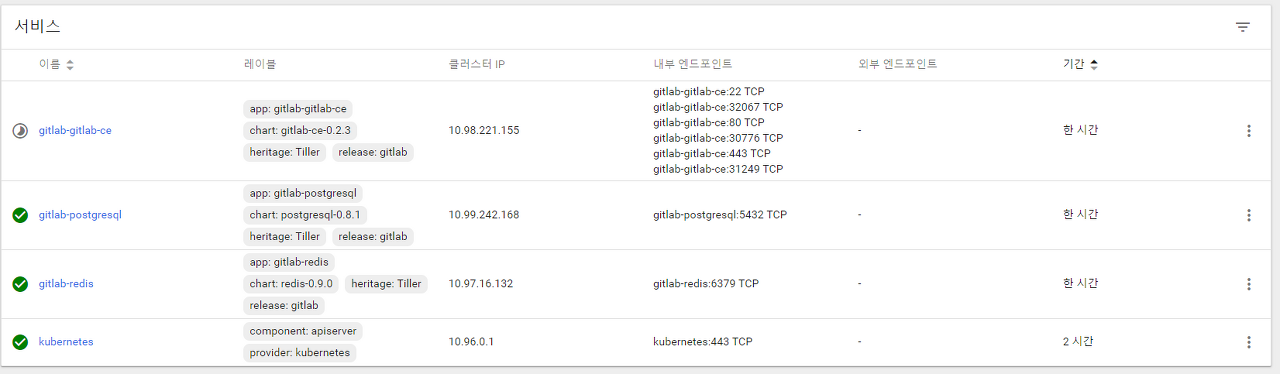 서비스
이름 레이블 클러스터 IP 내부 엔드포인트 외부 엔드포인트 기간
gitlab-gitlab-ce
app: gitlab-gitlab-ce
chart: gitlab-ce-0.2.3
heritage: Tiller release: gitlab
10.98.221.155
gitlab-gitlab-ce:22 TCP
gitlab-gitlab-ce:32067 TCP
gitlab-gitlab-ce:80 TCP
gitlab-gitlab-ce:30776 TCP
gitlab-gitlab-ce:443 TCP
gitlab-gitlab-ce:31249 TCP
-
한 시간
gitlab-postgresql
app: gitlab-postgresql
chart: postgresql-0.8.1
heritage: Tiller release: gitlab
10.99.242.168
gitlab-postgresql:5432 TCP
-
한 시간
gitlab-redis
app: gitlab-redis
chart: redis-0.9.0 heritage: Tiller
release: gitlab
10.97.16.132
gitlab-redis:6379 TCP
-
한 시간
kubernetes
component: apiserver
provider: kubernetes
10.96.0.1
kubernetes:443 TCP
-
2 시간